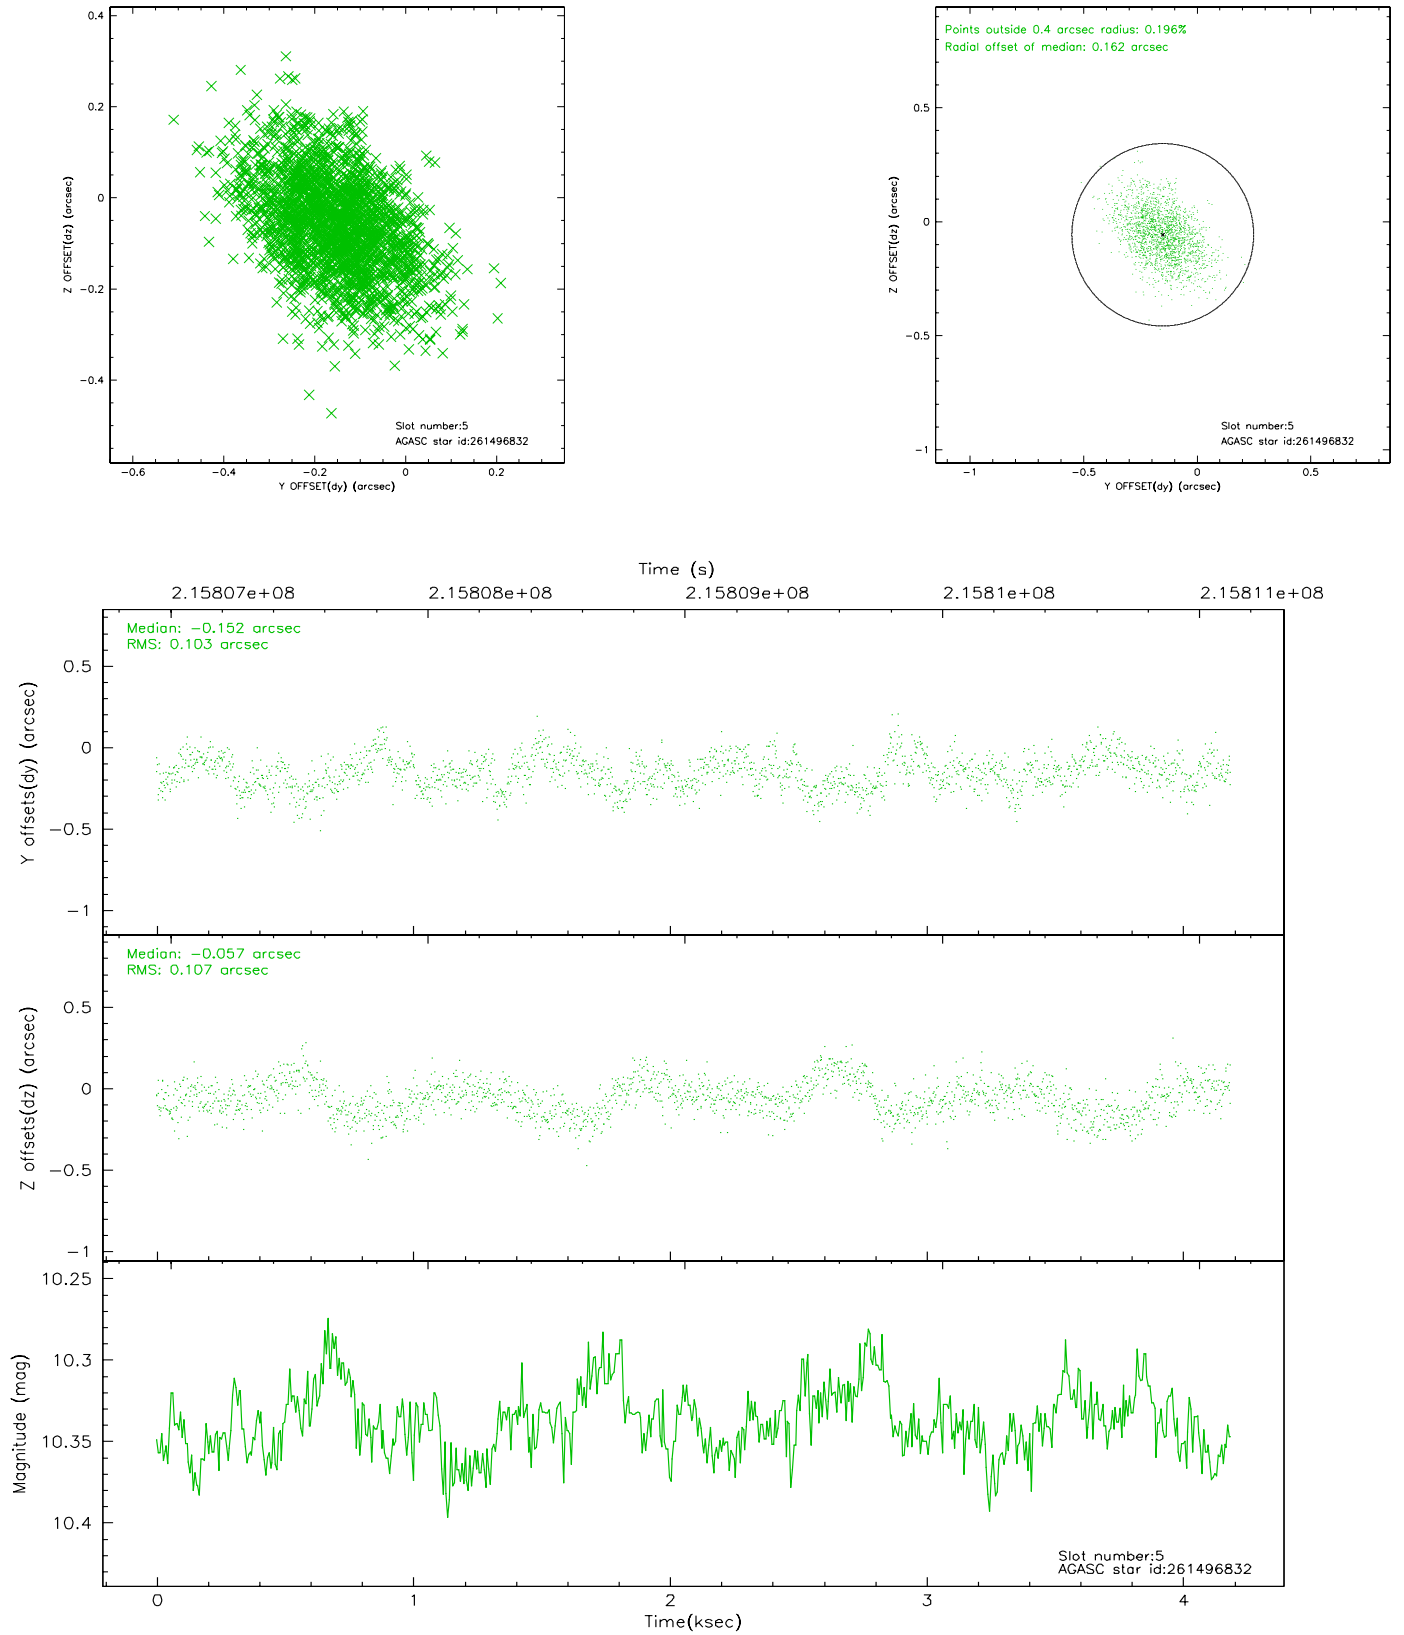 0.4
0.2
0
−0.2
−0.4
Z OFFSET(dz) (arcsec)
Slot number:5
AGASC star id:261496832
−0.6
−0.4
−0.2
0
0.2
Y OFFSET(dy) (arcsec)
Points outside 0.4 arcsec radius: 0.196%
Radial offset of median: 0.162 arcsec
0.5
0
−0.5
−1
Z OFFSET(dz) (arcsec)
Slot number:5
AGASC star id:261496832
−1
−0.5
0
0.5
Y OFFSET(dy) (arcsec)
Time (s)
2.15807e+08
2.15808e+08
2.15809e+08
2.1581e+08
2.15811e+08
Median: −0.152 arcsec
RMS: 0.103 arcsec
0.5
0
−0.5
−1
Y offsets(dy) (arcsec)
Median: −0.057 arcsec
RMS: 0.107 arcsec
0.5
0
−0.5
−1
Z offsets(dz) (arcsec)
10.25
10.3
10.35
10.4
Magnitude (mag)
Slot number:5
AGASC star id:261496832
0
1
2
3
4
Time(ksec)